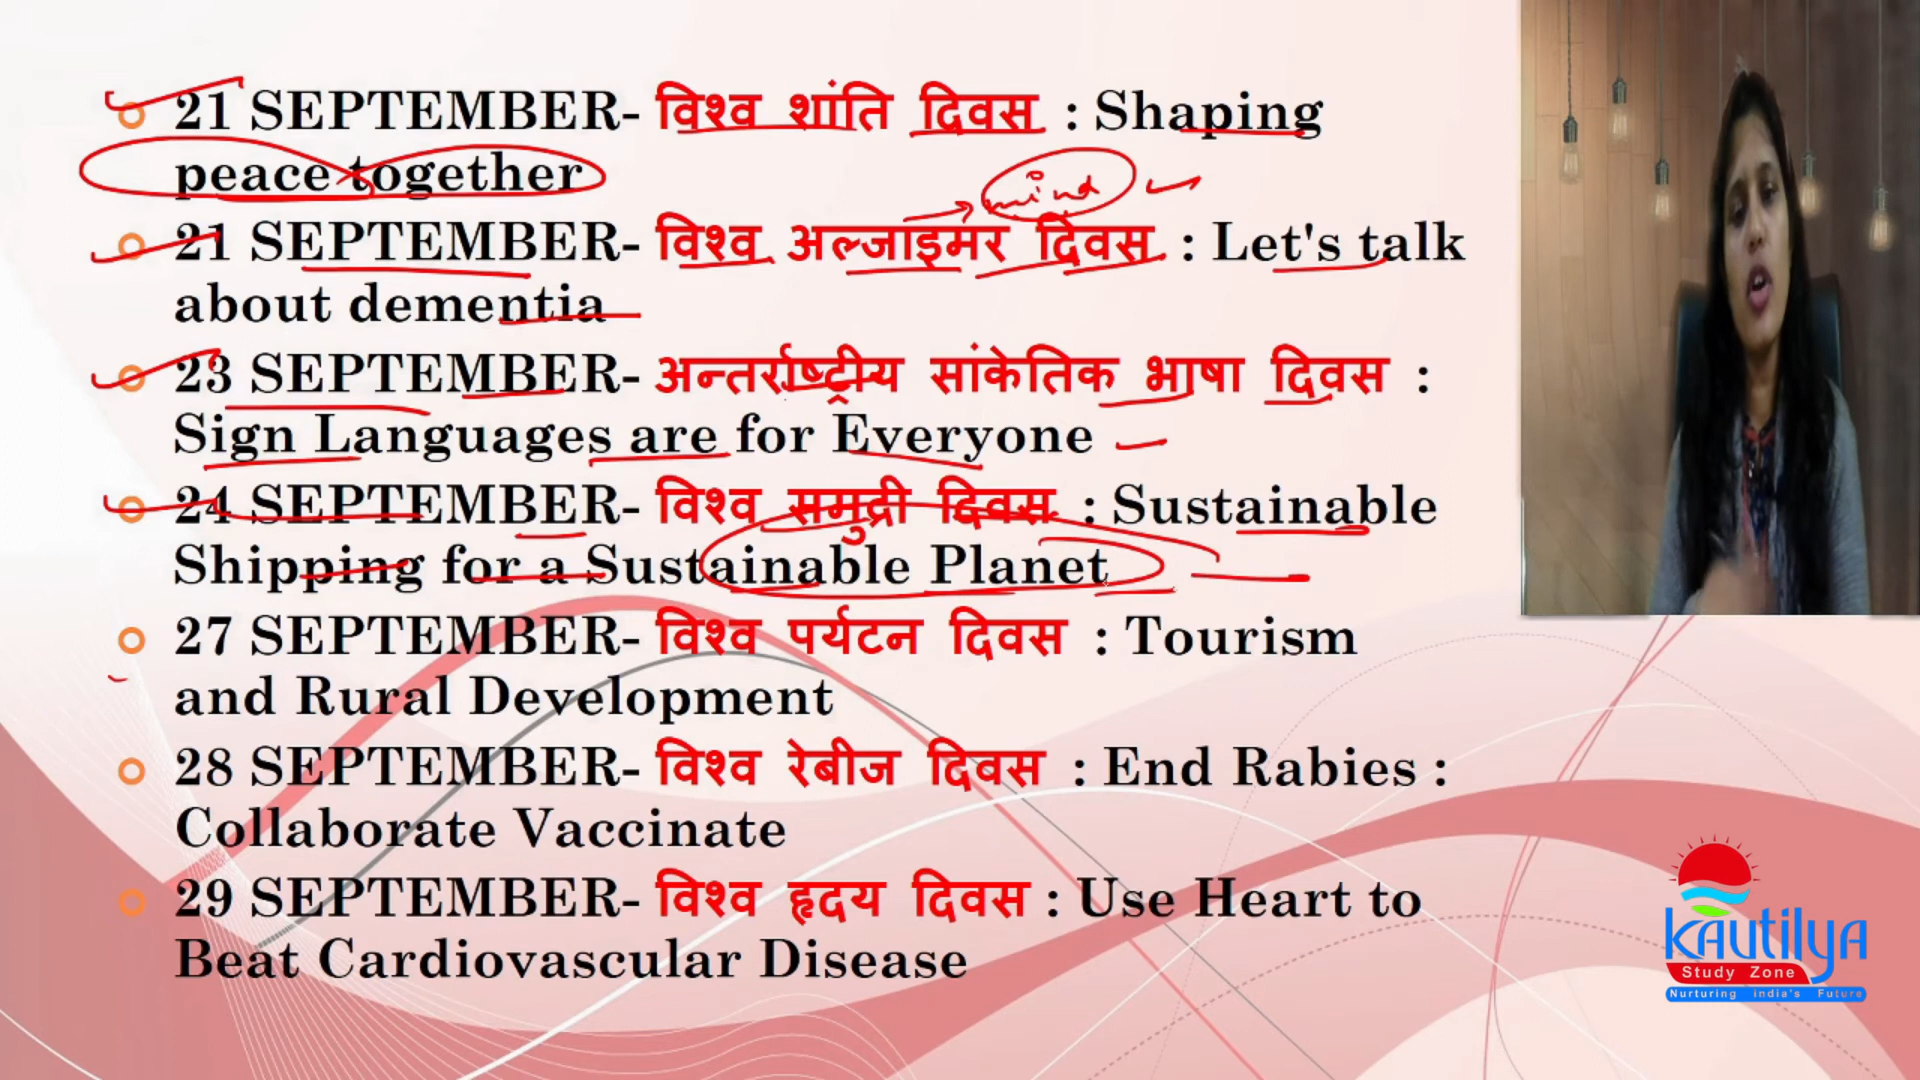 21 SEPTEMBER- विश्व शांति दिवस : Shaping
peace together
mind
21 SEPTEMBER- विश्व अल्जाइमर दिवस : Let's talk
about dementia
23 SEPTEMBER- अन्तर्राष्ट्रीय सांकेतिक भाषा दिवस :
Sign Languages are for Everyone
24 SEPTEMBER- विश्व समुद्री दिवस : Sustainable
Shipping for a Sustainable Planet
27 SEPTEMBER- विश्व पर्यटन दिवस : Tourism
and Rural Development
28 SEPTEMBER- विश्व रेबीज दिवस : End Rabies :
Collaborate Vaccinate
29 SEPTEMBER- विश्व हृदय दिवस : Use Heart to
Beat Cardiovascular Disease
Kautilya
Study Zone
Nurturing India's Future